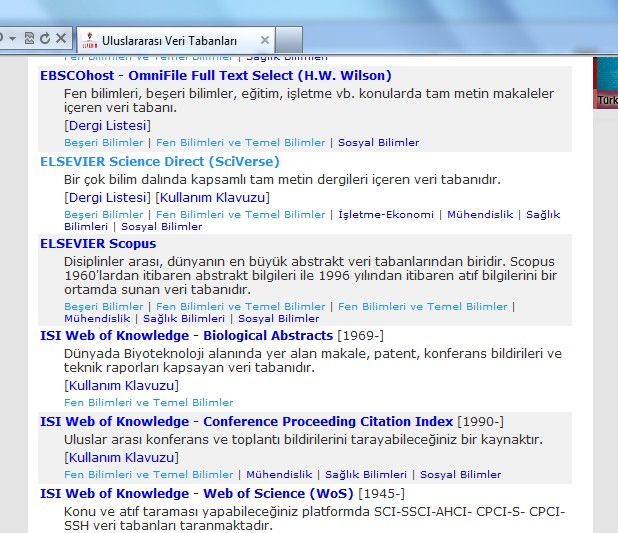 Uluslararası Veri Tabanları
Fen Bilimleri ve Temel Bilimler | Sosyal Bilimler
EBSCOhost - OmniFile Full Text Select (H.W. Wilson)
Fen bilimleri, beşeri bilimler, eğitim, işletme vb. konularda tam metin makaleler
içeren veri tabanı.
[Dergi Listesi]
Beşeri Bilimler | Fen Bilimleri ve Temel Bilimler | Sosyal Bilimler
ELSEVIER Science Direct (SciVerse)
Bir çok bilim dalında kapsamlı tam metin dergileri içeren veri tabanıdır.
[Dergi Listesi] [Kullanım Klavuzu]
Beşeri Bilimler | Fen Bilimleri ve Temel Bilimler | İşletme-Ekonomi | Mühendislik | Sağlık
Bilimleri | Sosyal Bilimler
ELSEVIER Scopus
Disiplinler arası, dünyanın en büyük abstrakt veri tabanlarından biridir. Scopus
1960'lardan itibaren abstrakt bilgileri ile 1996 yılından itibaren atıf bilgilerini bir
ortamda sunan veri tabanıdır.
Beşeri Bilimler | Fen Bilimleri ve Temel Bilimler | Fen Bilimleri ve Temel Bilimler |
Mühendislik | Sağlık Bilimleri | Sosyal Bilimler
ISI Web of Knowledge - Biological Abstracts [1969-]
Dünyada Biyoteknoloji alanında yer alan makale, patent, konferans bildirileri ve
teknik raporları kapsayan veri tabanıdır.
[Kullanım Klavuzu]
Fen Bilimleri ve Temel Bilimler
ISI Web of Knowledge - Conference Proceeding Citation Index [1990-]
Uluslar arası konferans ve toplantı bildirilerini tarayabileceğiniz bir kaynaktır.
[Kullanım Klavuzu]
Fen Bilimleri ve Temel Bilimler | Mühendislik | Sağlık Bilimleri | Sosyal Bilimler
ISI Web of Knowledge - Web of Science (WoS) [1945-]
Konu ve atıf taraması yapabileceğiniz platformda SCI-SSCI-AHCI- CPCI-S- CPCI-
SSH veri tabanları taranmaktadır.
Türk